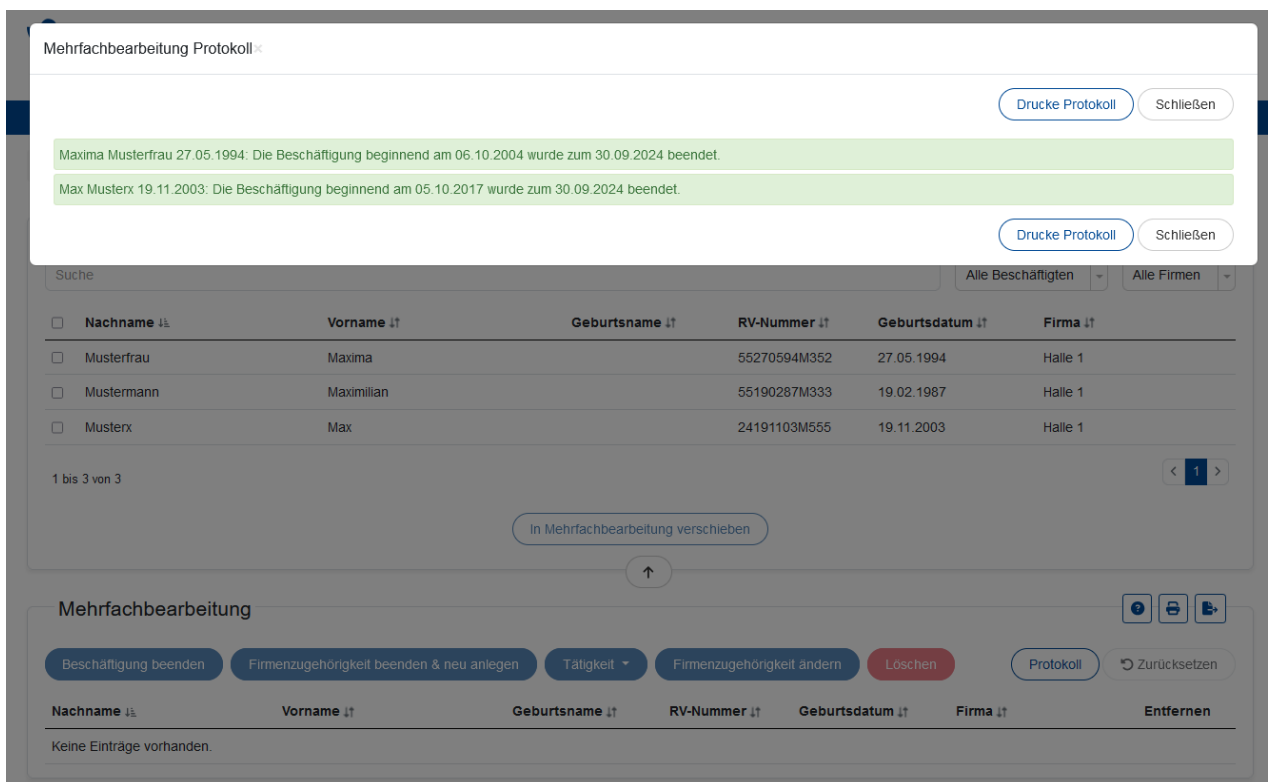 Mehrfachbearbeitung Protokoll×
Drucke Protokoll Schließen
Maxima Musterfrau 27.05.1994: Die Beschäftigung beginnend am 06.10.2004 wurde zum 30.09.2024 beendet.
Max Musterx 19.11.2003: Die Beschäftigung beginnend am 05.10.2017 wurde zum 30.09.2024 beendet.
Drucke Protokoll Schließen
Suche Alle Beschäftigten Alle Firmen
Nachname Vorname Geburtsname RV-Nummer Geburtsdatum Firma
Musterfrau Maxima 55270594M352 27.05.1994 Halle 1
Mustermann Maximilian 55190287M333 19.02.1987 Halle 1
Musterx Max 24191103M555 19.11.2003 Halle 1
1 bis 3 von 3 < 1 >
In Mehrfachbearbeitung verschieben
Mehrfachbearbeitung
Beschäftigung beenden Firmenzugehörigkeit beenden & neu anlegen Tätigkeit Firmenzugehörigkeit ändern Löschen Protokoll Zurücksetzen
Nachname Vorname Geburtsname RV-Nummer Geburtsdatum Firma Entfernen
Keine Einträge vorhanden.